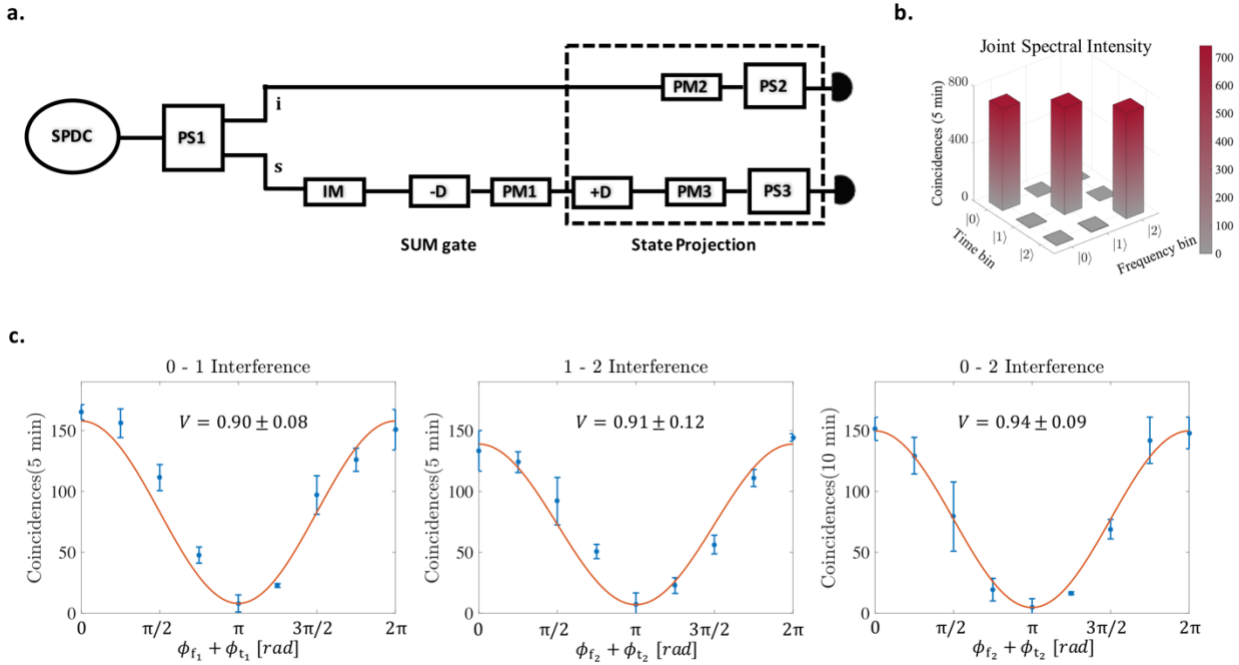 a.
SPDC
PS1
i
s
PM2
PS2
IM
-D
PM1
+D
PM3
PS3
SUM gate
State Projection
b.
Joint Spectral Intensity
Coincidences (5 min)
800
400
0
|0⟩
|1⟩
|2⟩
Time bin
|0⟩
|1⟩
|2⟩
Frequency bin
700
600
500
400
300
200
100
0
c.
0 - 1 Interference
V = 0.90 ± 0.08
Coincidences(5 min)
150
100
50
0
0 π/2 π 3π/2 2π
ϕf₁ + ϕt₁ [rad]
1 - 2 Interference
V = 0.91 ± 0.12
Coincidences(5 min)
150
100
50
0
0 π/2 π 3π/2 2π
ϕf₂ + ϕt₂ [rad]
0 - 2 Interference
V = 0.94 ± 0.09
Coincidences(10 min)
150
100
50
0
0 π/2 π 3π/2 2π
ϕf₂ + ϕt₂ [rad]